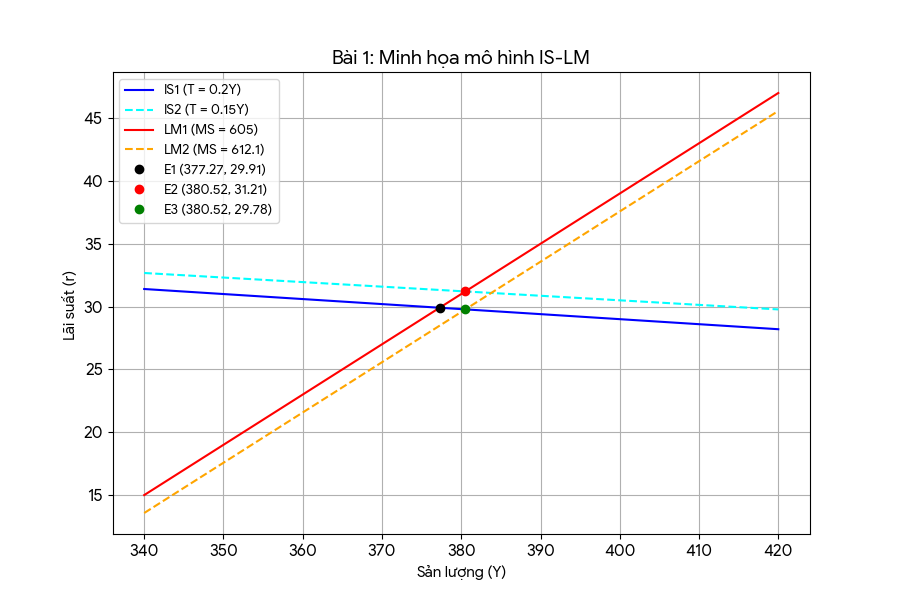 Bài 1: Minh họa mô hình IS-LM
IS1 (T = 0.2Y)
IS2 (T = 0.15Y)
LM1 (MS = 605)
LM2 (MS = 612.1)
E1 (377.27, 29.91)
E2 (380.52, 31.21)
E3 (380.52, 29.78)
Lãi suất (r)
45
40
35
30
25
20
15
340 350 360 370 380 390 400 410 420
Sản lượng (Y)